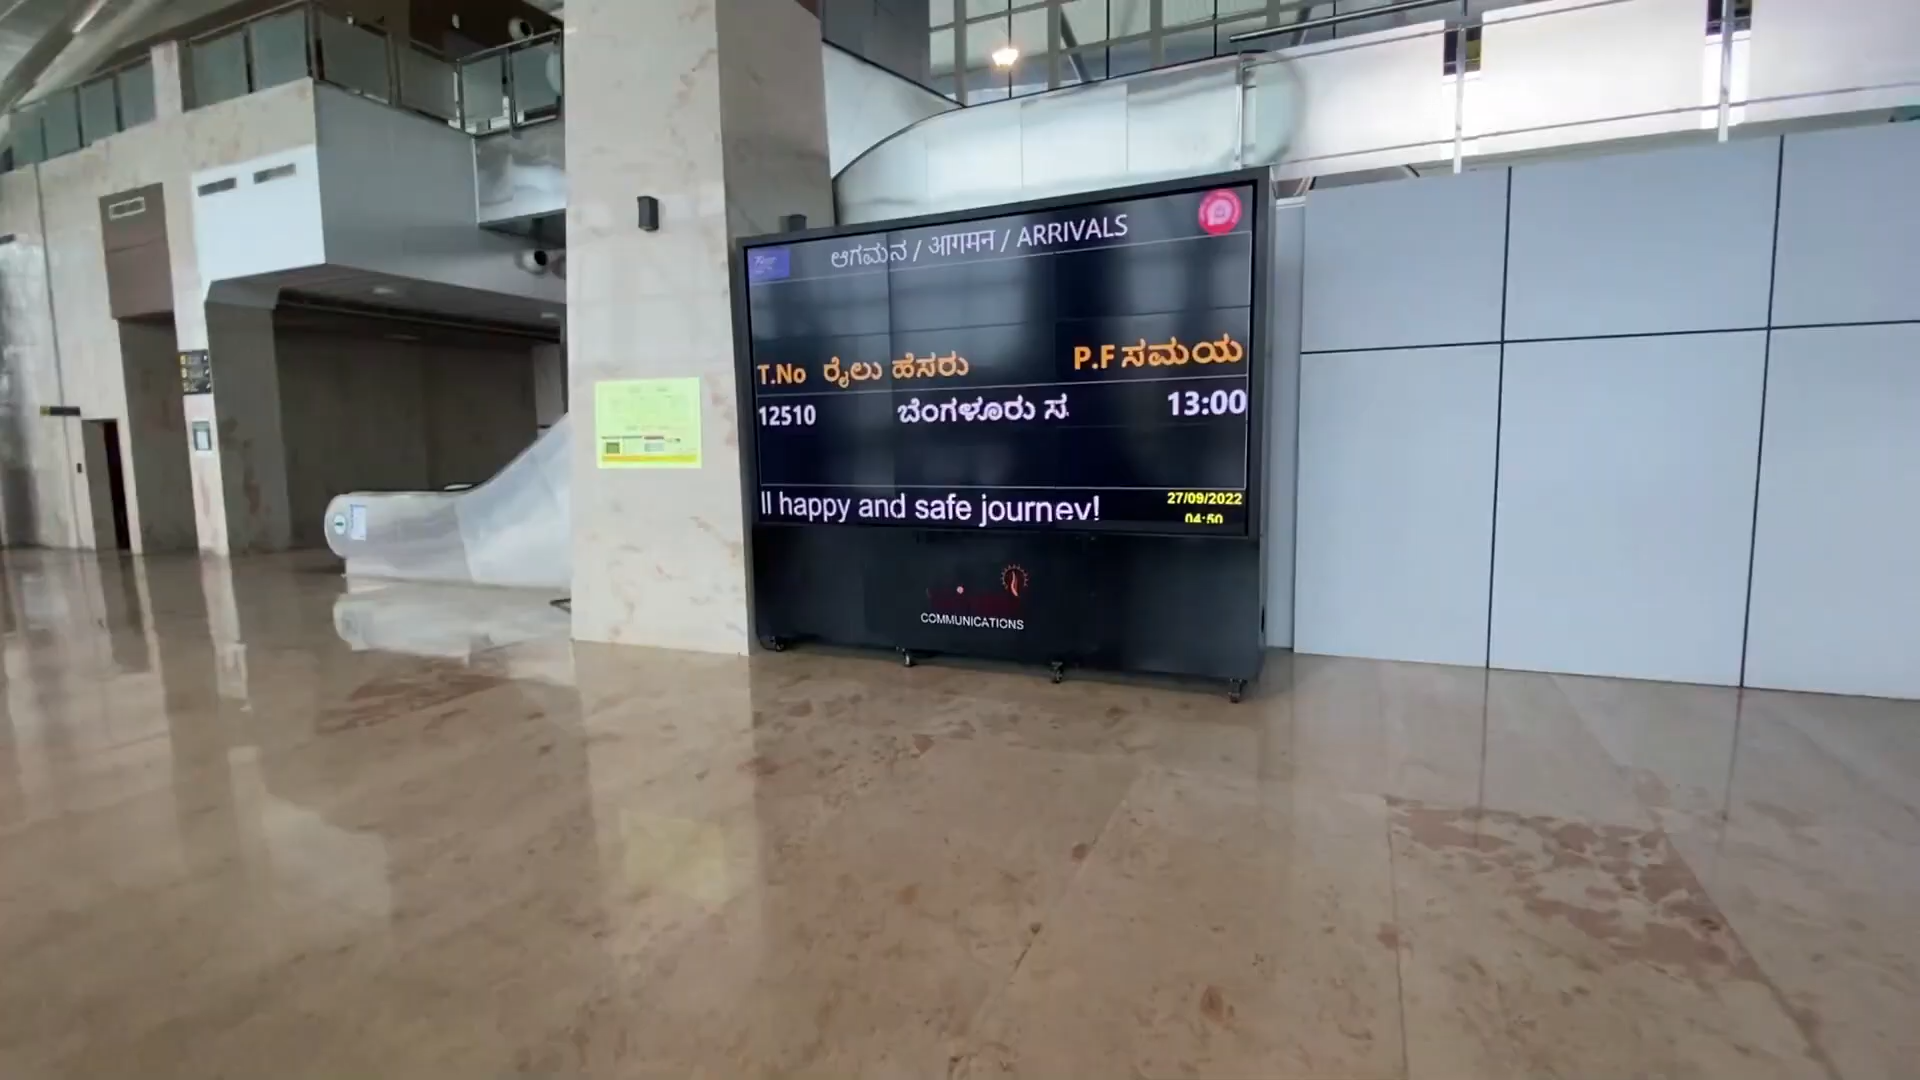 ಆಗಮನ / आगमन / ARRIVALS
T.No ರೈಲು ಹೆಸರು P.F ಸಮಯ
12510 ಬೆಂಗಳೂರು ಸ 13:00
ll happy and safe journey!
27/09/2022
04:50
COMMUNICATIONS